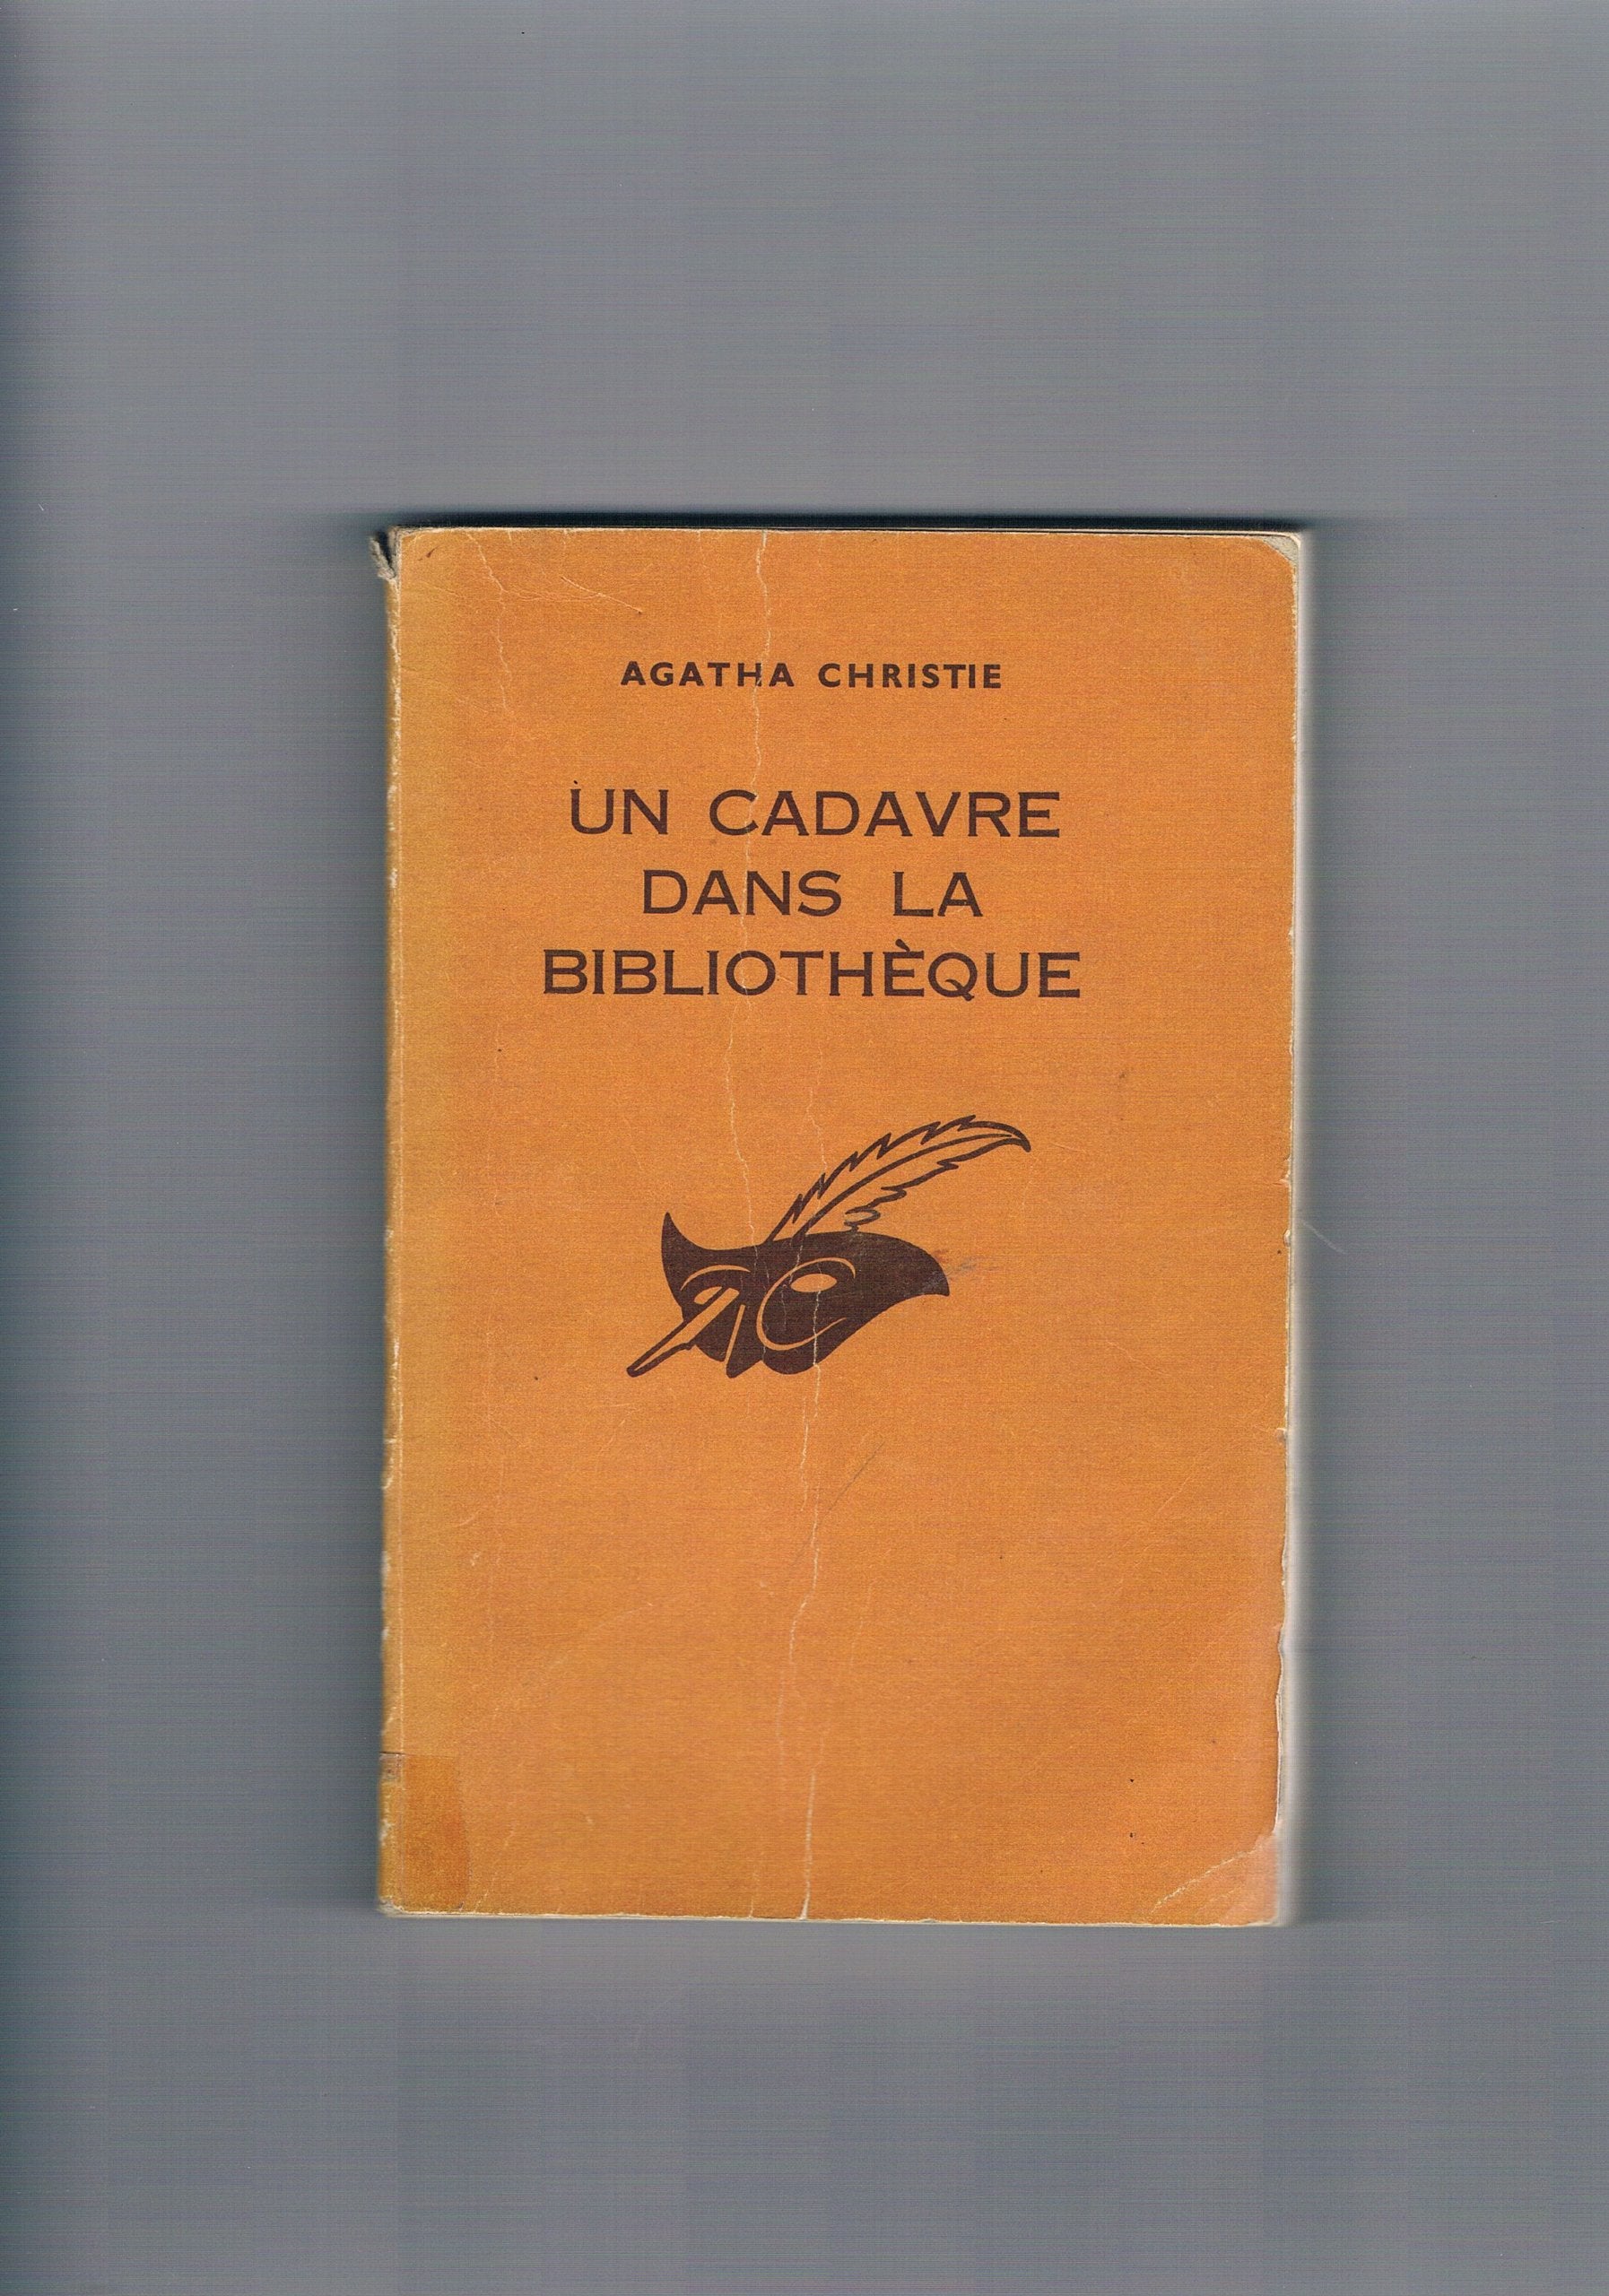 AGATHA CHRISTIE
UN CADAVRE
DANS LA
BIBLIOTHÈQUE